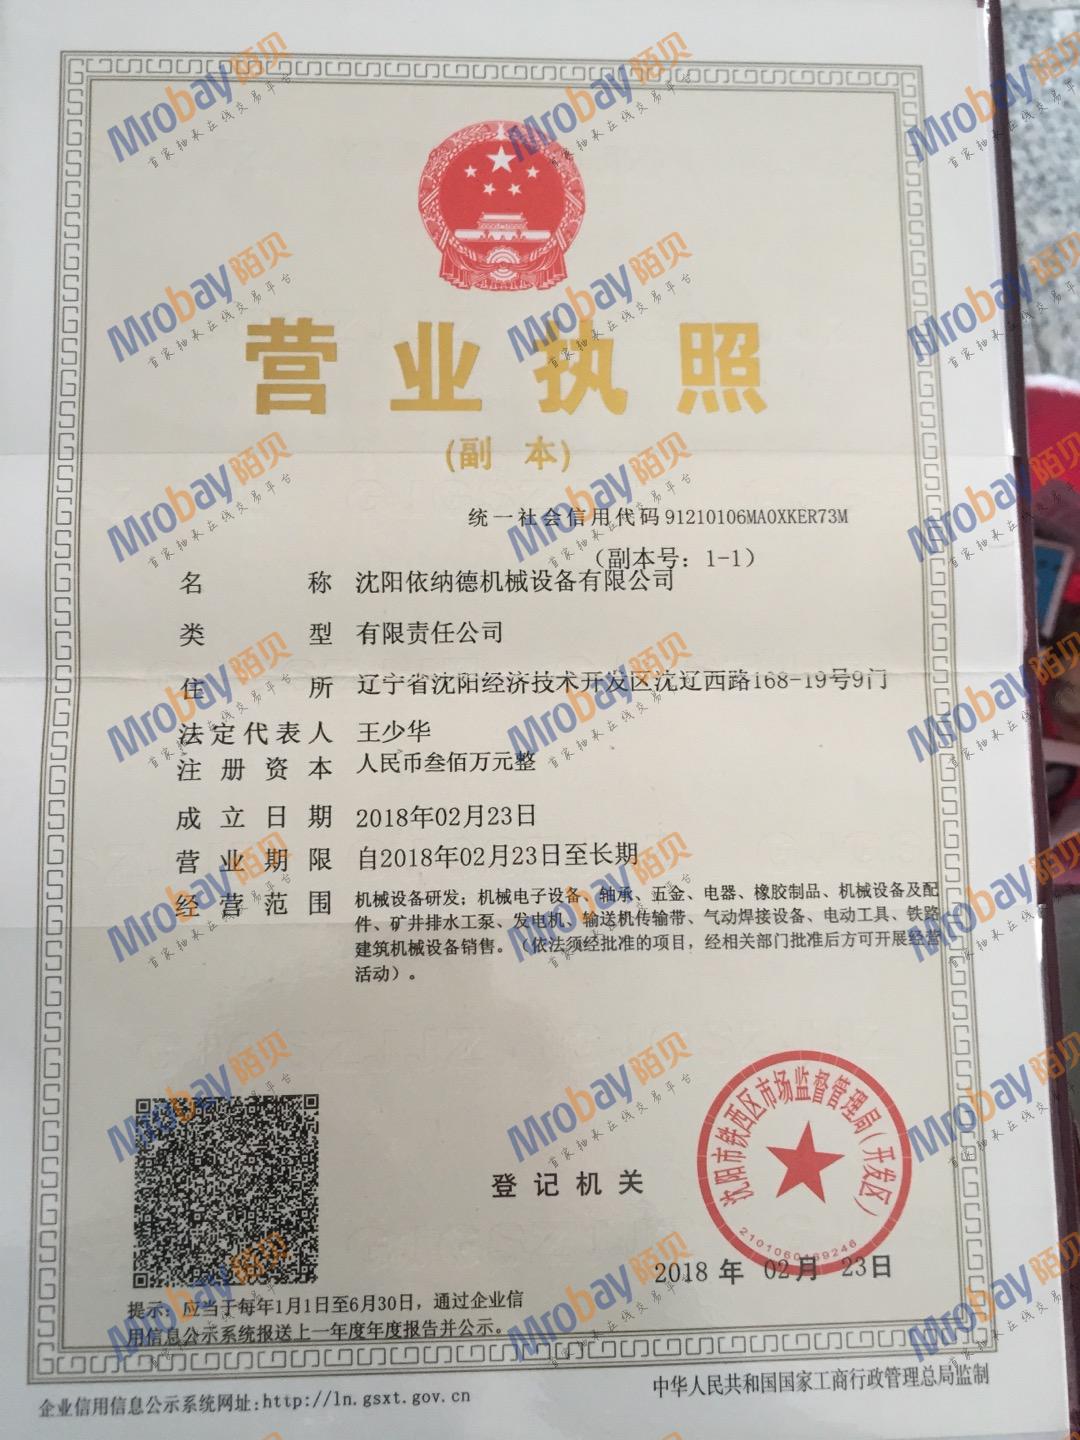 营业执照
(副 本)
统一社会信用代码 91210106MA0XKER73M
（副本号：1-1）
名 称 沈阳依纳德机械设备有限公司
类 型 有限责任公司
住 所 辽宁省沈阳经济技术开发区沈辽西路168-19号9门
法定代表人 王少华
注册资本 人民币叁佰万元整
成立日期 2018年02月23日
营业期限 自2018年02月23日至长期
经营范围 机械设备研发；机械电子设备、轴承、五金、电器、橡胶制品、机械设备及配
件、矿井排水工泵、发电机、输送机传输带、气动焊接设备、电动工具、铁路
建筑机械设备销售。（依法须经批准的项目，经相关部门批准后方可开展经营
活动）。
沈阳市铁西区市场监督管理局（开发区）
2101060169246
登记机关
2018 年 02月 23日
提示：应当于每年1月1日至6月30日，通过企业信
用信息公示系统报送上一年度年度报告并公示。
企业信用信息公示系统网址:http://ln.gsxt.gov.cn
中华人民共和国国家工商行政管理总局监制
Mrobay陌贝
首家轴承在线交易平台